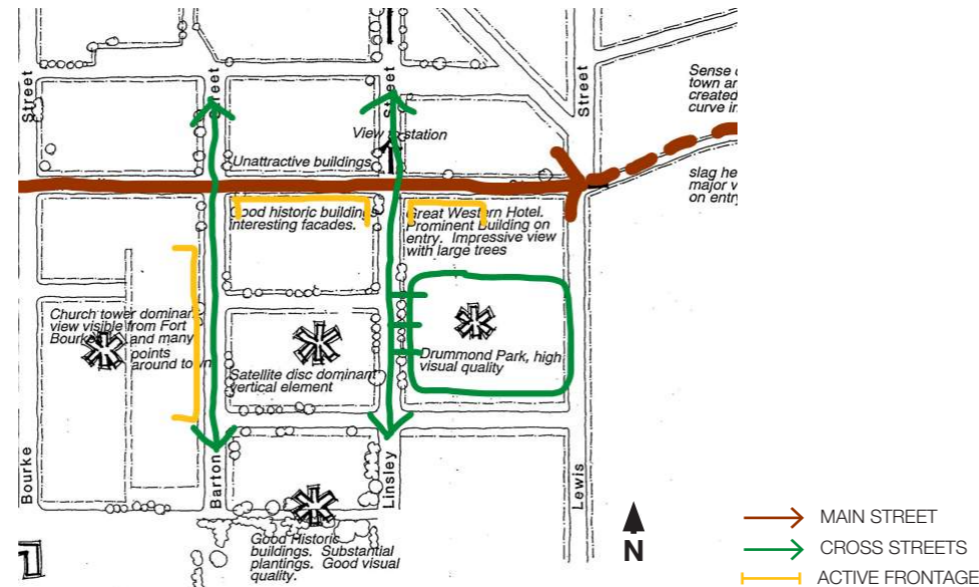 Street
Street
Street
Street
Sense
town
created
curve
View station
Unattractive buildings
slag
major
on entry
Good historic buildings
interesting facades.
Great Western Hotel.
Prominent Building on
entry. Impressive view
with large trees
Church tower dominan
view visible from Fort
Bourke and many
points
around town
Drummond Park, high
visual quality
Satellite disc dominant
vertical element
Bourke
Barton
Linsley
Lewis
N
MAIN STREET
CROSS STREETS
ACTIVE FRONTAGE
Good Historic
buildings. Substantial
plantings. Good visual
quality.